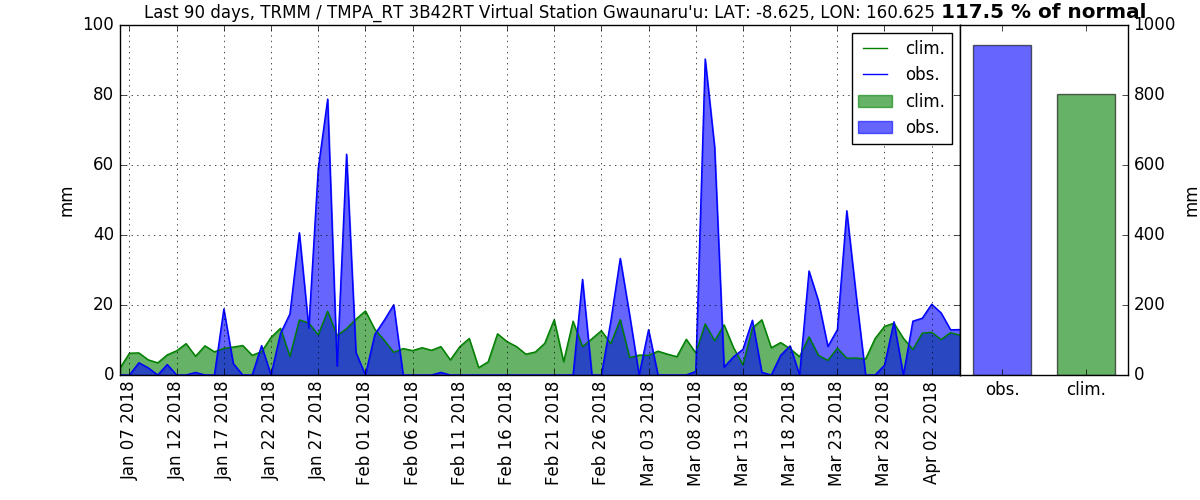 Last 90 days, TRMM / TMPA_RT 3B42RT Virtual Station Gwaunaru'u: LAT: -8.625, LON: 160.625 117.5 % of normal
100
80
60
40
20
0
mm
clim.
obs.
clim.
obs.
1000
800
600
400
200
0
mm
Jan 07 2018
Jan 12 2018
Jan 17 2018
Jan 22 2018
Jan 27 2018
Feb 01 2018
Feb 06 2018
Feb 11 2018
Feb 16 2018
Feb 21 2018
Feb 26 2018
Mar 03 2018
Mar 08 2018
Mar 13 2018
Mar 18 2018
Mar 23 2018
Mar 28 2018
Apr 02 2018
obs.
clim.